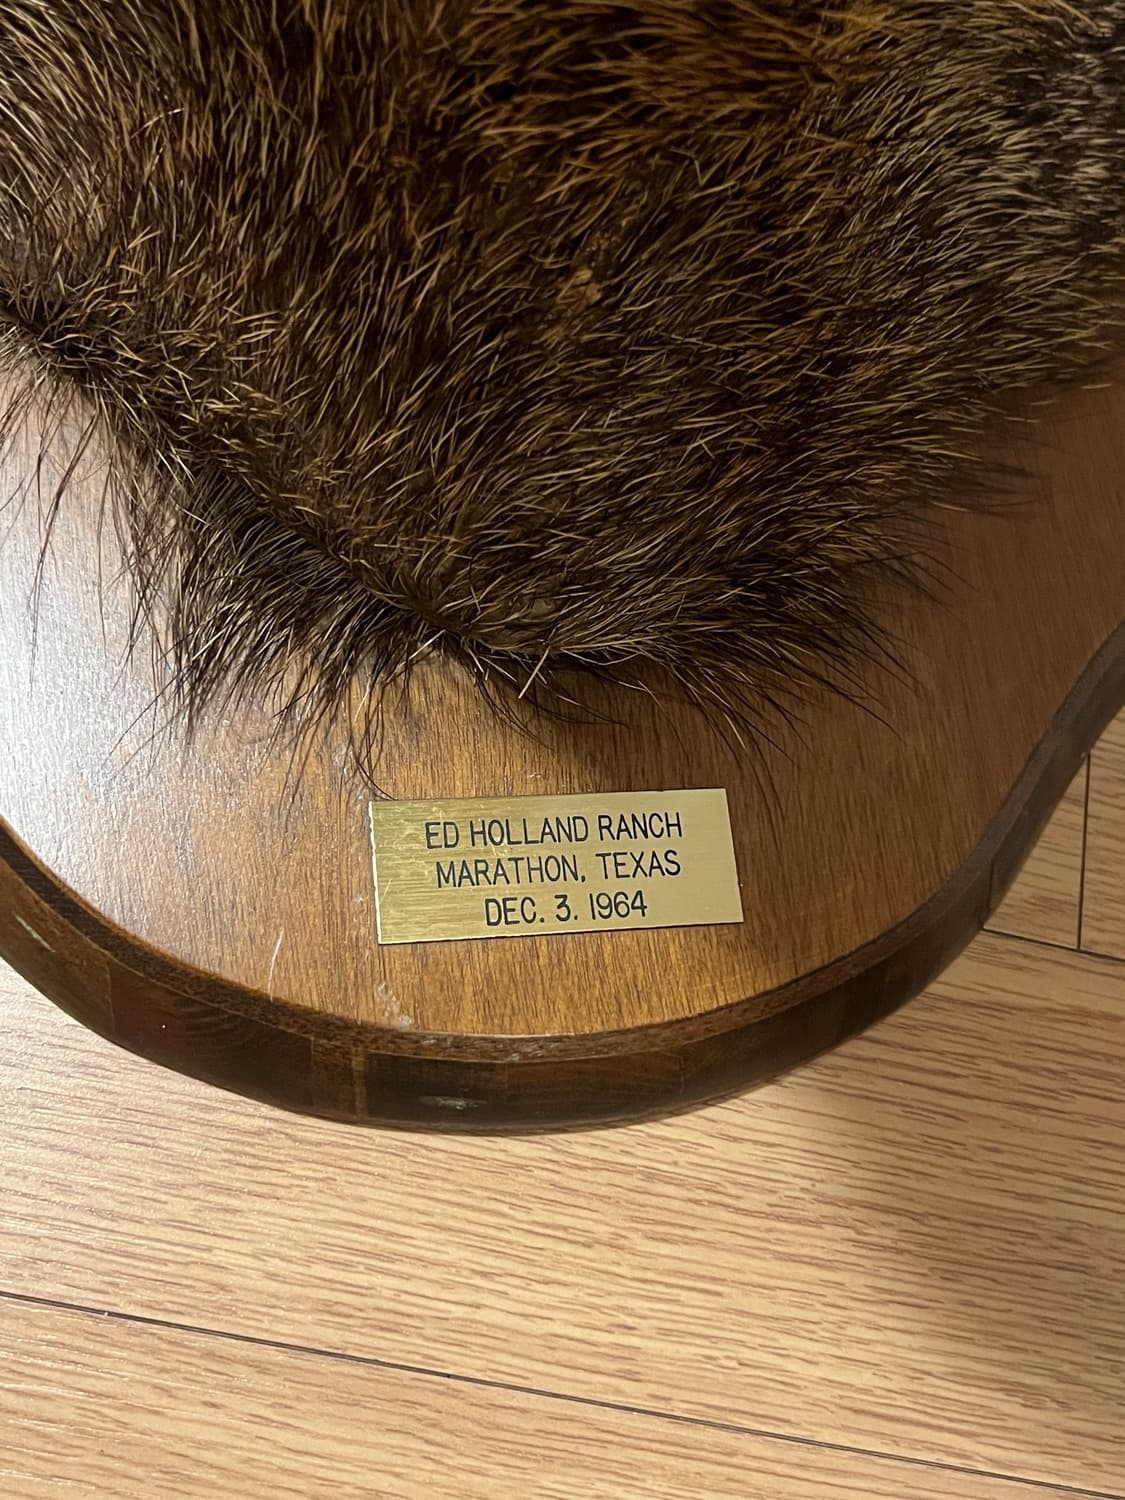 ED HOLLAND RANCH
MARATHON, TEXAS
DEC. 3. 1964